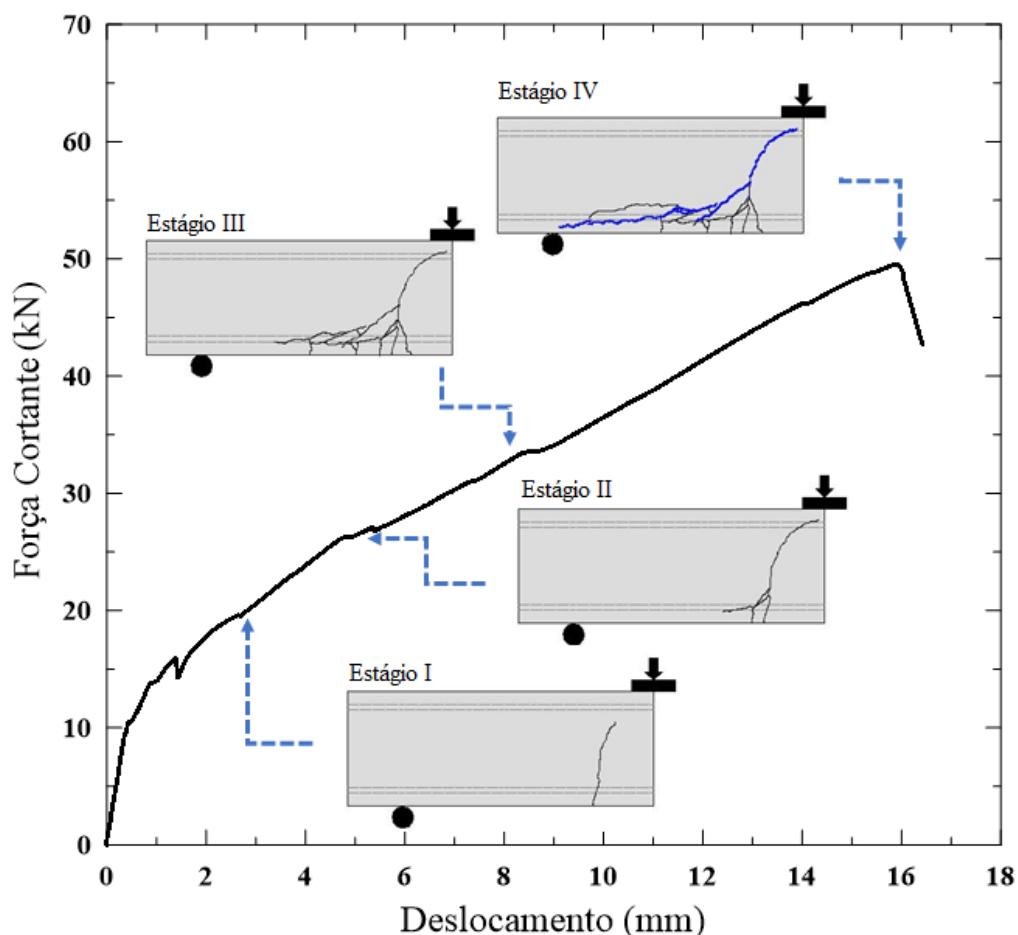 70
60
50
40
30
20
10
0
Força Cortante (kN)
Estágio IV
Estágio III
Estágio II
Estágio I
0 2 4 6 8 10 12 14 16 18
Deslocamento (mm)